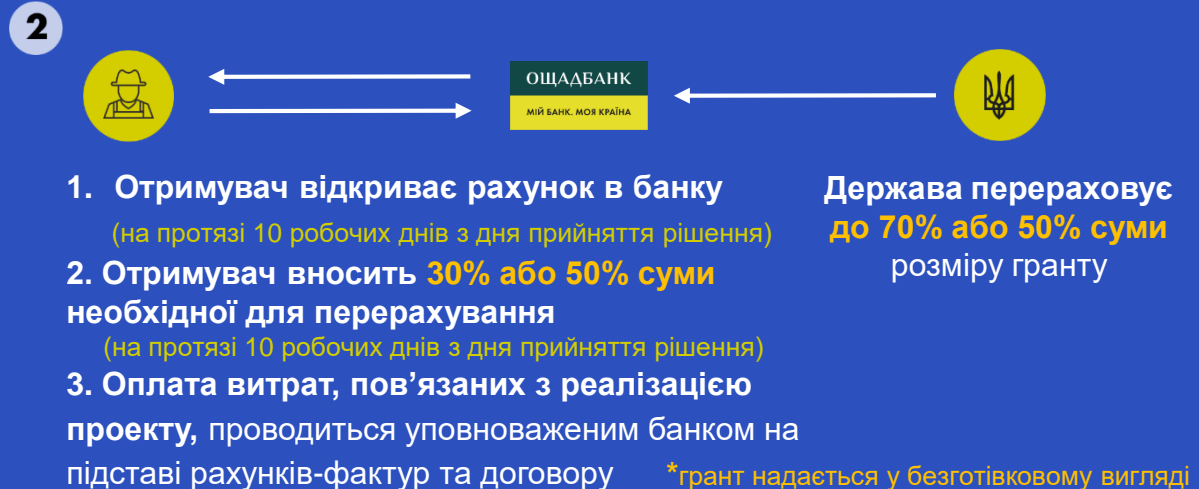 2
ОЩАДБАНК
МІЙ БАНК. МОЯ КРАЇНА
1. Отримувач відкриває рахунок в банку
(на протязі 10 робочих днів з дня прийняття рішення)
2. Отримувач вносить 30% або 50% суми
необхідної для перерахування
(на протязі 10 робочих днів з дня прийняття рішення)
3. Оплата витрат, пов’язаних з реалізацією
проекту, проводиться уповноваженим банком на
підставі рахунків-фактур та договору
Держава перераховує
до 70% або 50% суми
розміру гранту
*грант надається у безготівковому вигляді